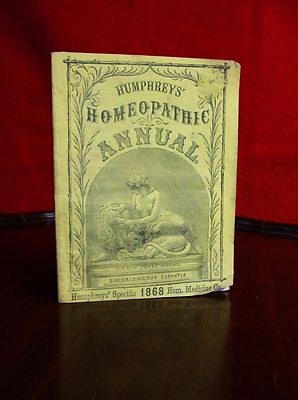 HUMPHREYS'
HOMEOPATHIC
ANNUAL
SIMILIA SIMILIBUS CURANTUR
Humphreys' Specific 1868 Hom. Medicine Co.